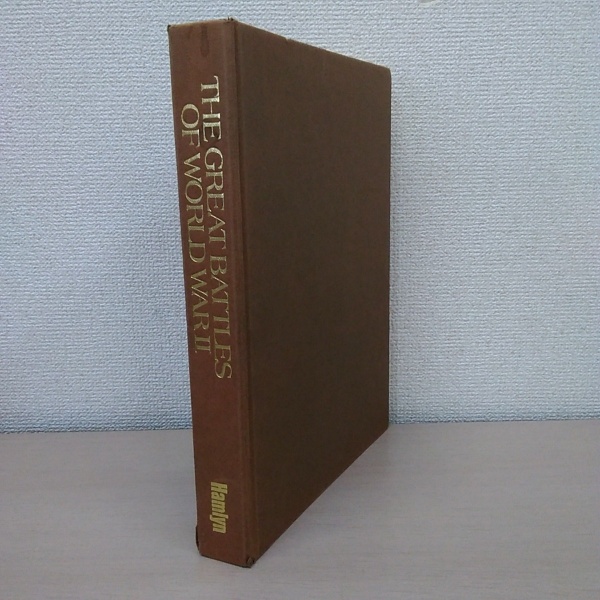 THE GREAT BATTLES
OF WORLD WAR II
Hamlyn